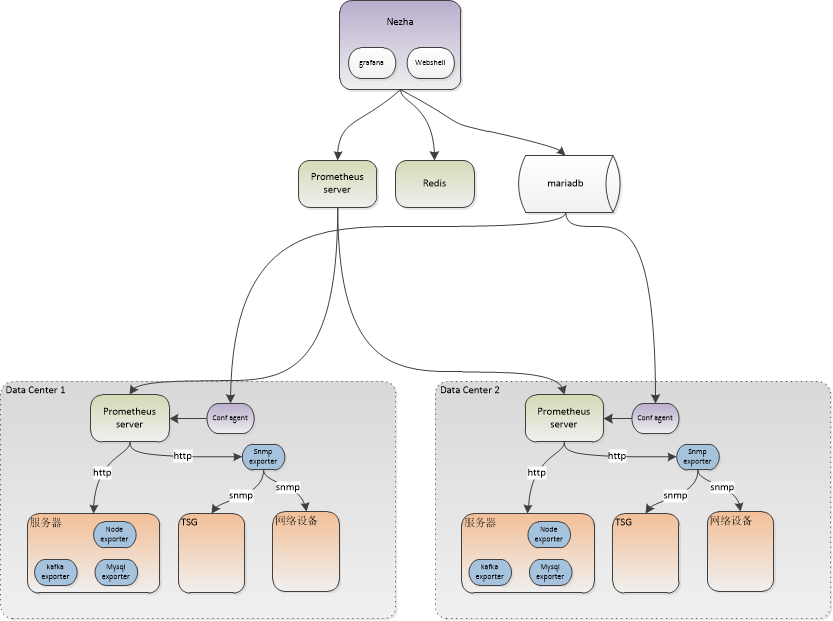 Nezha
grafana
Webshell
Prometheus
server
Redis
mariadb
Data Center 1
Prometheus
server
Conf agent
http
Snmp
exporter
http
snmp
snmp
服务器
Node
exporter
kafka
exporter
Mysql
exporter
TSG
网络设备
Data Center 2
Prometheus
server
Conf agent
http
Snmp
exporter
http
snmp
snmp
服务器
Node
exporter
kafka
exporter
Mysql
exporter
TSG
网络设备